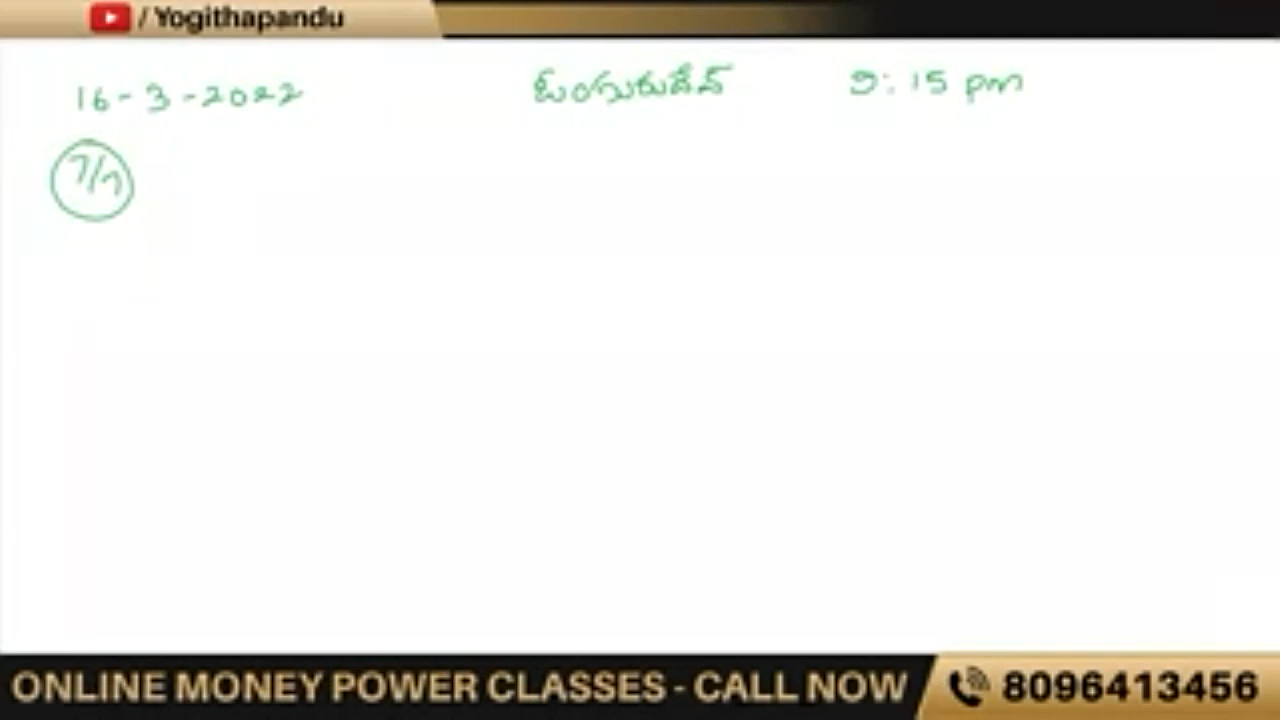 / Yogithapandu
16-3-2022 ఓంగురుదేవ్ 9:15 pm
7/7
ONLINE MONEY POWER CLASSES - CALL NOW 8096413456